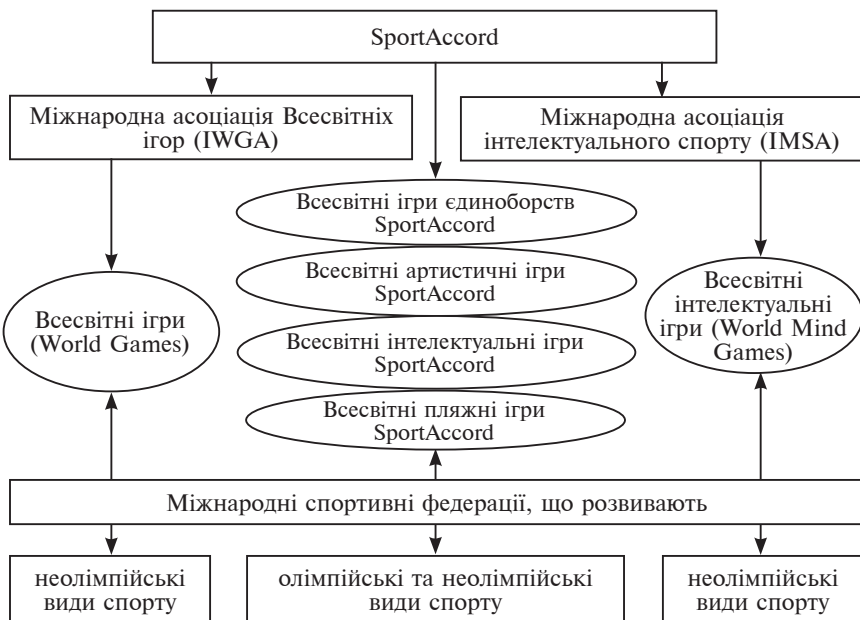 SportAccord
Міжнародна асоціація Всесвітніх
ігор (IWGA)
Міжнародна асоціація
інтелектуального спорту (IMSA)
Всесвітні ігри єдиноборств
SportAccord
Всесвітні артистичні ігри
SportAccord
Всесвітні інтелектуальні ігри
SportAccord
Всесвітні пляжні ігри
SportAccord
Всесвітні ігри
(World Games)
Всесвітні
інтелектуальні
ігри (World Mind
Games)
Міжнародні спортивні федерації, що розвивають
неолімпійські
види спорту
олімпійські та неолімпійські
види спорту
неолімпійські
види спорту